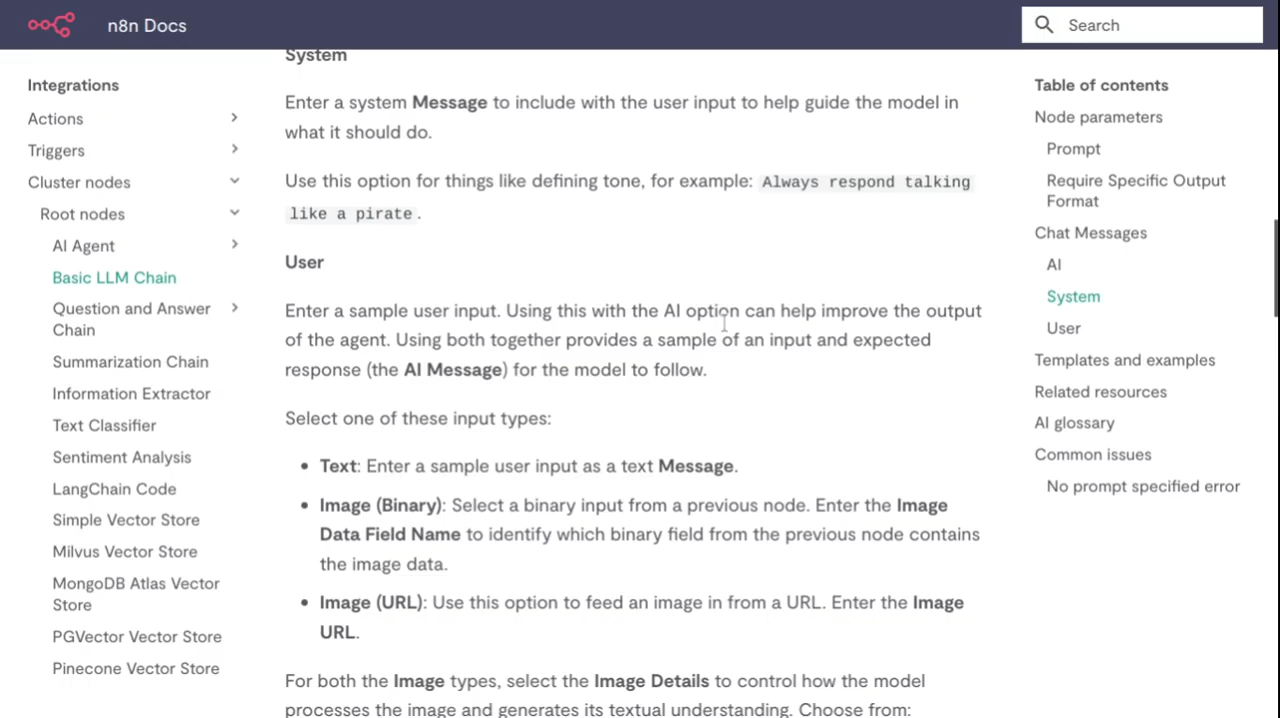 n8n Docs
Search
Integrations
Actions
Triggers
Cluster nodes
Root nodes
AI Agent
Basic LLM Chain
Question and Answer
Chain
Summarization Chain
Information Extractor
Text Classifier
Sentiment Analysis
LangChain Code
Simple Vector Store
Milvus Vector Store
MongoDB Atlas Vector
Store
PGVector Vector Store
Pinecone Vector Store
System
Enter a system Message to include with the user input to help guide the model in
what it should do.
Use this option for things like defining tone, for example: Always respond talking
like a pirate.
User
Enter a sample user input. Using this with the AI option can help improve the output
of the agent. Using both together provides a sample of an input and expected
response (the AI Message) for the model to follow.
Select one of these input types:
• Text: Enter a sample user input as a text Message.
• Image (Binary): Select a binary input from a previous node. Enter the Image
Data Field Name to identify which binary field from the previous node contains
the image data.
• Image (URL): Use this option to feed an image in from a URL. Enter the Image
URL.
For both the Image types, select the Image Details to control how the model
processes the image and generates its textual understanding. Choose from:
Table of contents
Node parameters
Prompt
Require Specific Output
Format
Chat Messages
AI
System
User
Templates and examples
Related resources
AI glossary
Common issues
No prompt specified error